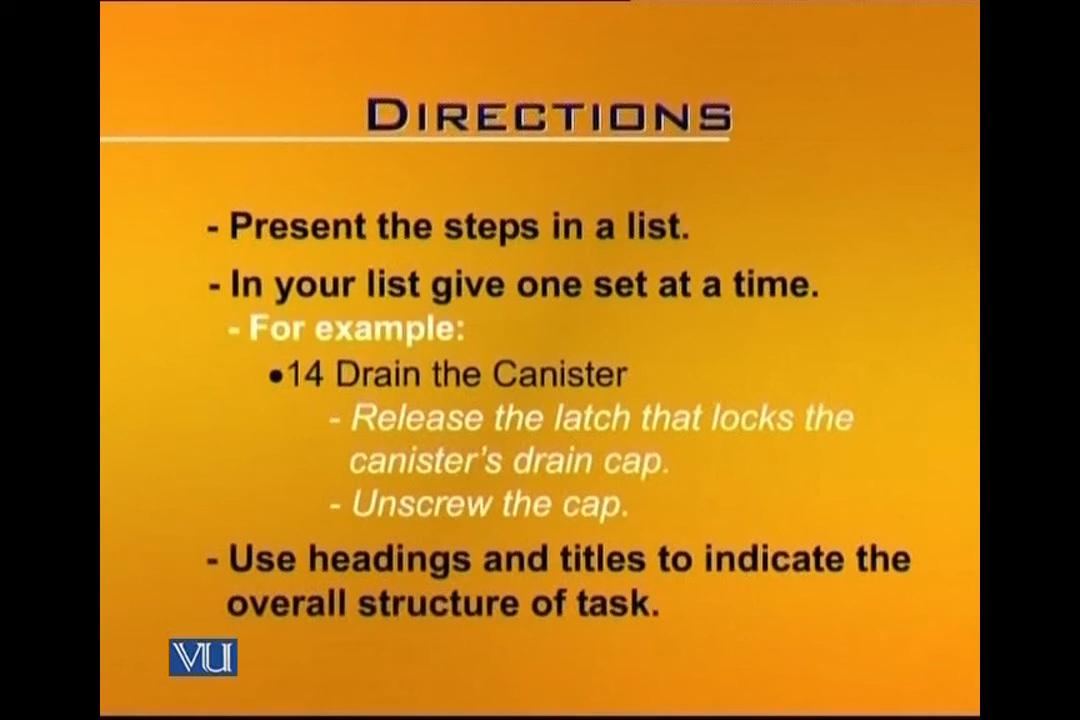 DIRECTIONS
- Present the steps in a list.
- In your list give one set at a time.
- For example:
•14 Drain the Canister
- Release the latch that locks the
canister’s drain cap.
- Unscrew the cap.
- Use headings and titles to indicate the
overall structure of task.
VU